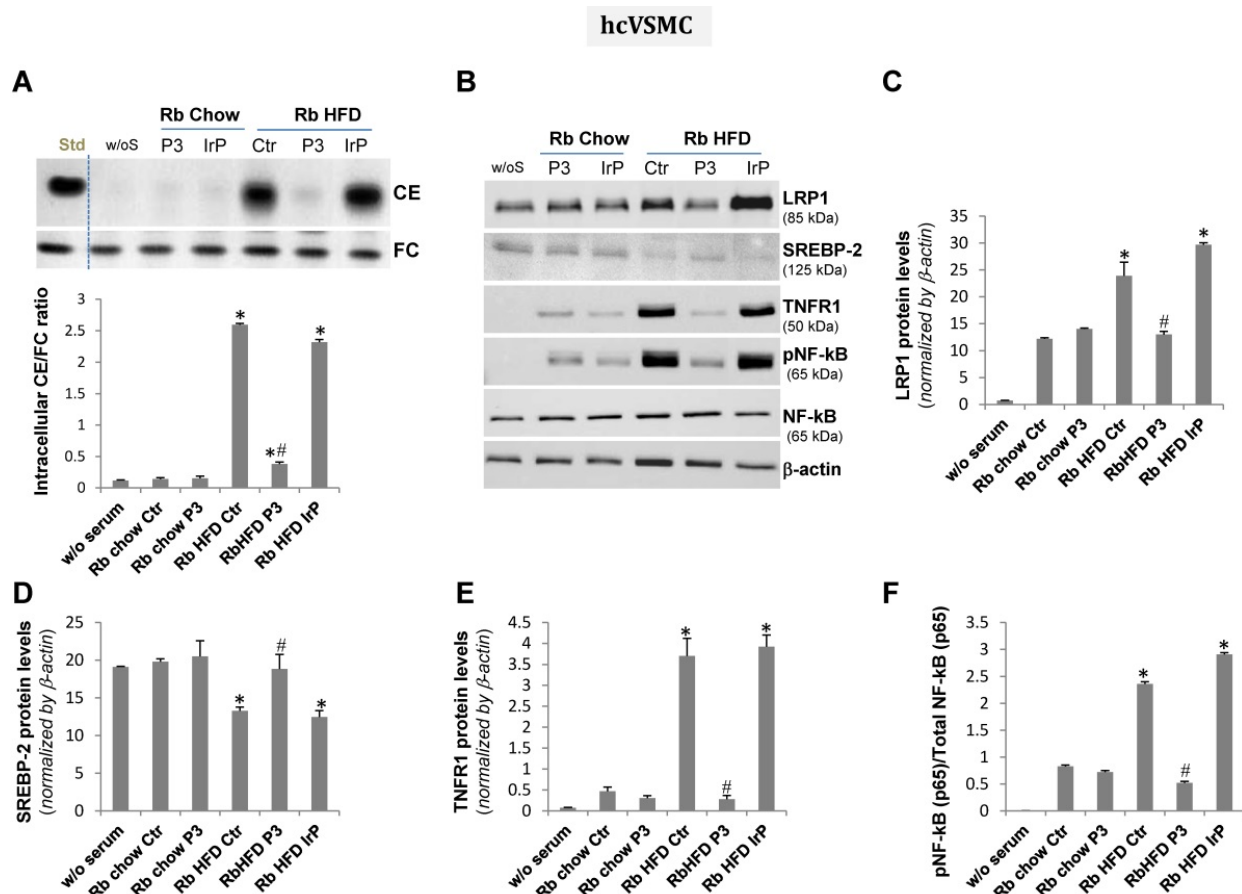 hcVSMC
A
Rb Chow
Rb HFD
Std
w/oS
P3
IrP
Ctr
P3
IrP
CE
FC
Intracellular CE/FC ratio
3
2.5
2
1.5
1
0.5
0
*
*#
*
w/o serum
Rb chow Ctr
Rb chow P3
Rb HFD Ctr
RbHFD P3
Rb HFD IrP
B
Rb Chow
Rb HFD
w/oS
P3
IrP
Ctr
P3
IrP
LRP1
(85 kDa)
SREBP-2
(125 kDa)
TNFR1
(50 kDa)
pNF-kB
(65 kDa)
NF-kB
(65 kDa)
β-actin
C
LRP1 protein levels
(normalized by β-actin)
35
30
25
20
15
10
5
0
*
#
*
w/o serum
Rb chow Ctr
Rb chow P3
Rb HFD Ctr
RbHFD P3
Rb HFD IrP
D
SREBP-2 protein levels
(normalized by β-actin)
25
20
15
10
5
0
*
#
*
w/o serum
Rb chow Ctr
Rb chow P3
Rb HFD Ctr
RbHFD P3
Rb HFD IrP
E
TNFR1 protein levels
(normalized by β-actin)
4.5
4
3.5
3
2.5
2
1.5
1
0.5
0
*
#
*
w/o serum
Rb chow Ctr
Rb chow P3
Rb HFD Ctr
RbHFD P3
Rb HFD IrP
F
pNF-kB (p65)/Total NF-kB (p65)
3.5
3
2.5
2
1.5
1
0.5
0
*
#
*
w/o serum
Rb chow Ctr
Rb chow P3
Rb HFD Ctr
RbHFD P3
Rb HFD IrP